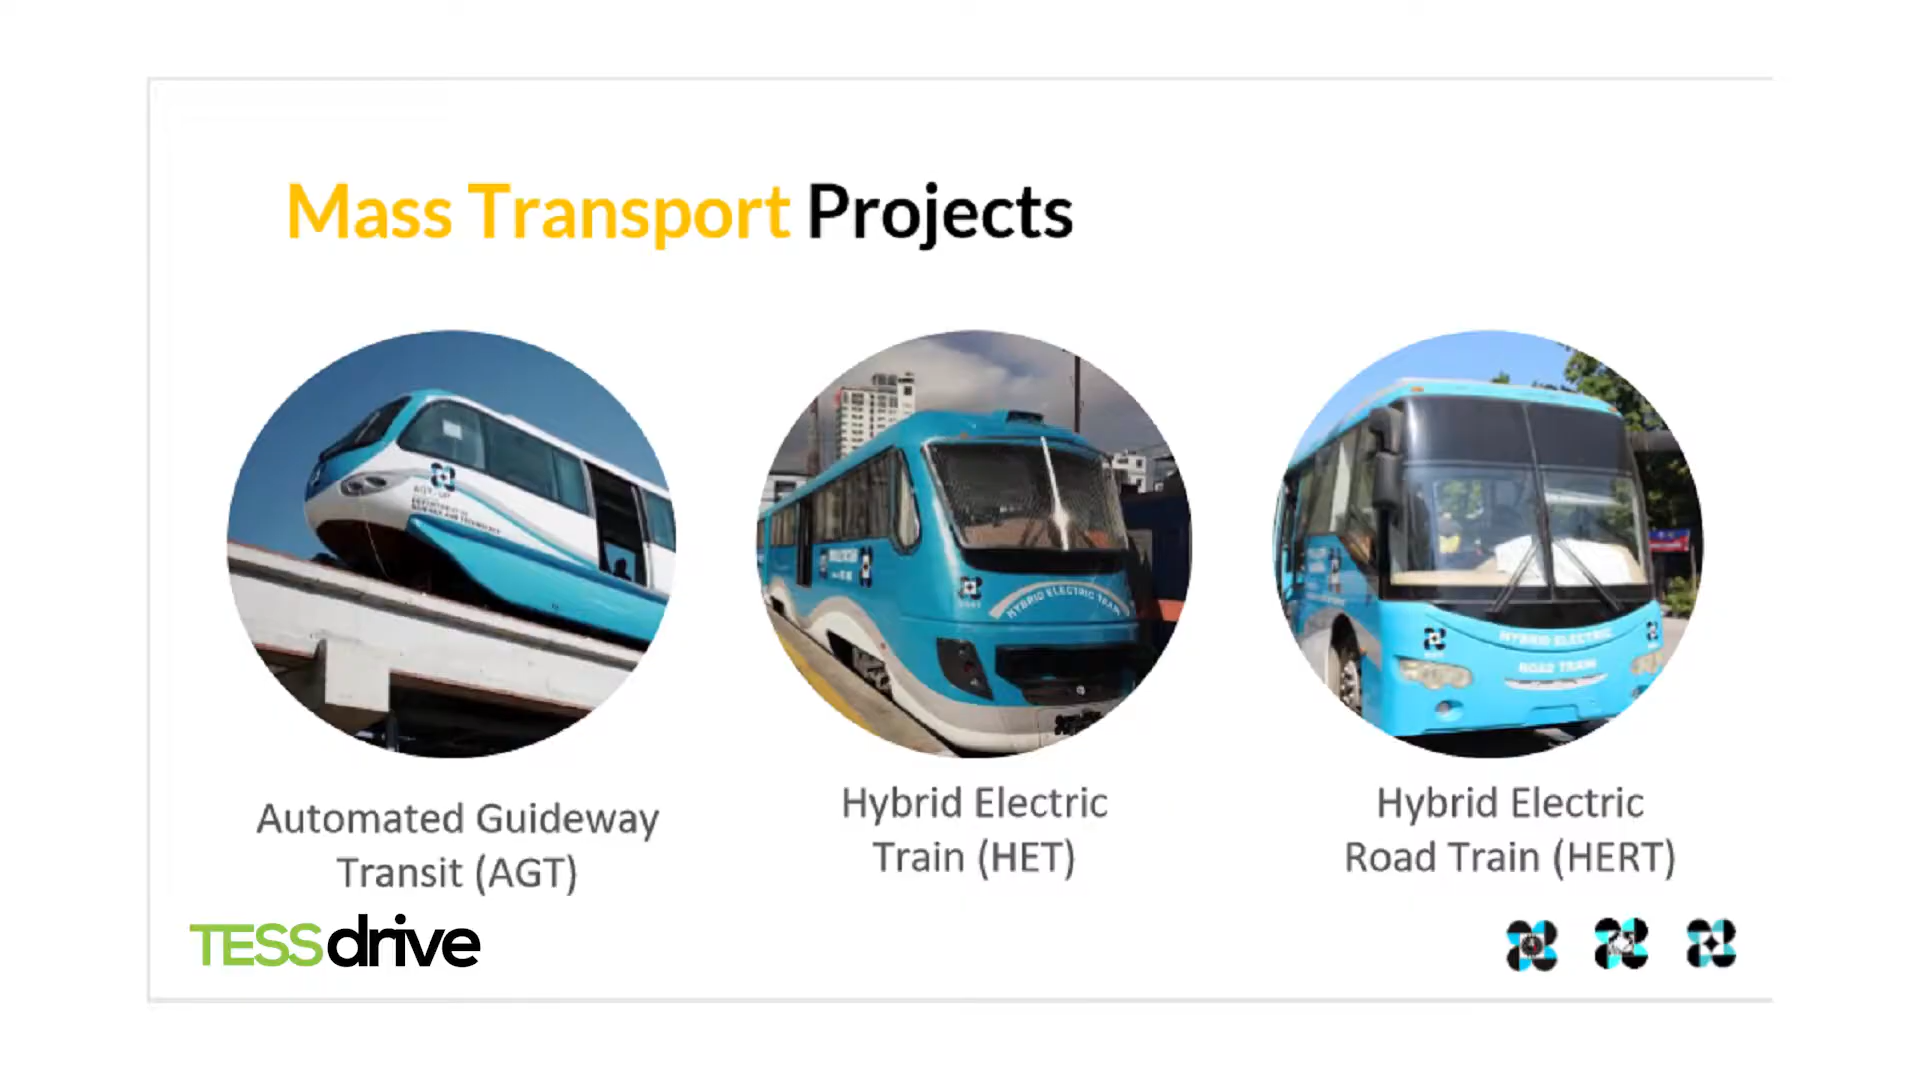 Mass Transport Projects
HYBRID ELECTRIC TRAIN
HYBRID ELECTRIC
ROAD TRAIN
Automated Guideway
Transit (AGT)
Hybrid Electric
Train (HET)
Hybrid Electric
Road Train (HERT)
TESSdrive